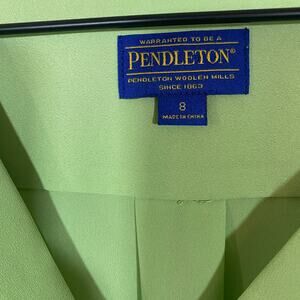 WARRANTED TO BE A
PENDLETON®
PENDLETON WOOLEN MILLS
SINCE 1863
8
MADE IN CHINA